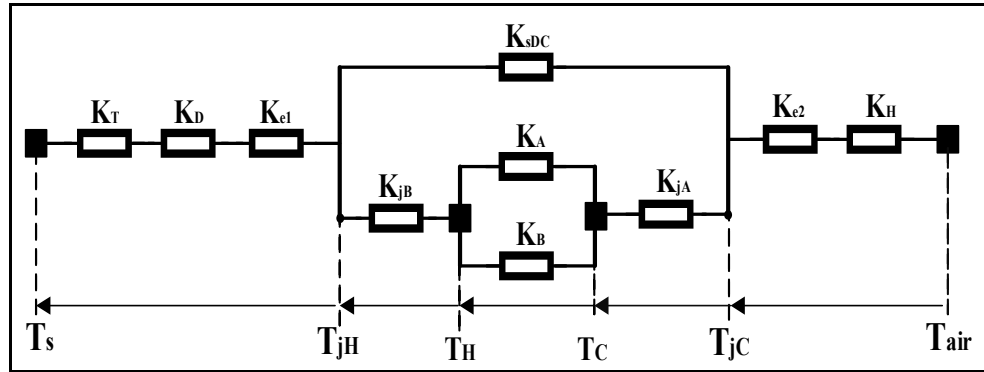 KsDC
KT KD Ke1 Ke2 KH
KA
KjB KjA
KB
Ts TjH TH TC TjC Tair